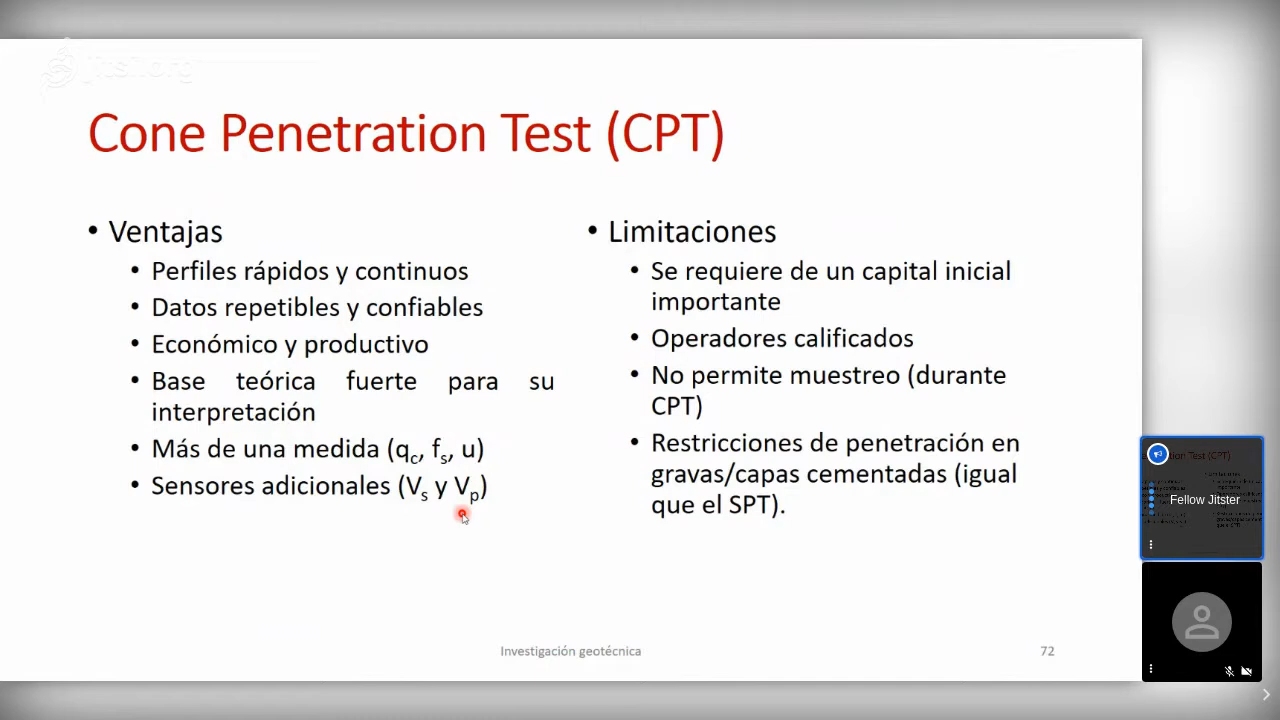 Jitsi.org
Cone Penetration Test (CPT)
• Ventajas
• Perfiles rápidos y continuos
• Datos repetibles y confiables
• Económico y productivo
• Base teórica fuerte para su
interpretación
• Más de una medida (qc, fs, u)
• Sensores adicionales (Vs y Vp)
• Limitaciones
• Se requiere de un capital inicial
importante
• Operadores calificados
• No permite muestreo (durante
CPT)
• Restricciones de penetración en
gravas/capas cementadas (igual
que el SPT).
Investigación geotécnica
72
Fellow Jitster